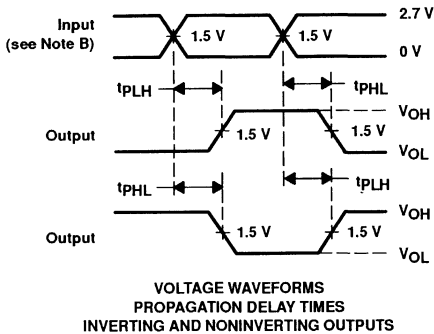 Input
(see Note B)
1.5 V
1.5 V
2.7 V
0 V
tPLH
tPHL
Output
1.5 V
1.5 V
VOH
VOL
tPHL
tPLH
Output
1.5 V
1.5 V
VOH
VOL
VOLTAGE WAVEFORMS
PROPAGATION DELAY TIMES
INVERTING AND NONINVERTING OUTPUTS